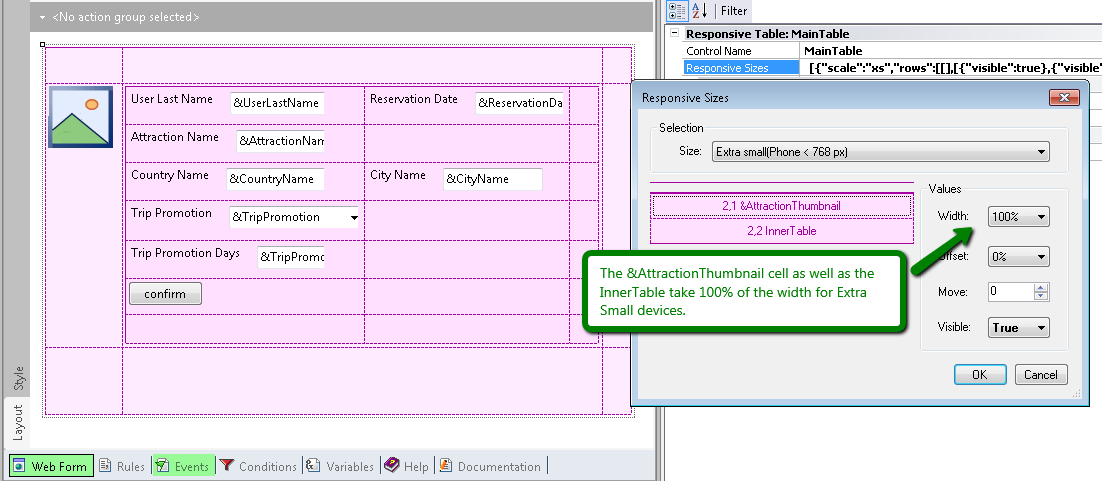 <No action group selected>
User Last Name &UserLastName Reservation Date &ReservationDa
Attraction Name &AttractionNam
Country Name &CountryName City Name &CityName
Trip Promotion &TripPromotion
Trip Promotion Days &TripPromo
confirm
Style
Layout
Web Form Rules Events Conditions Variables Help Documentation
A Z Filter
Responsive Table: MainTable
Control Name MainTable
Responsive Sizes [{"scale":"xs","rows":[[],[{"visible":true},{"visible"
Responsive Sizes
Selection
Size: Extra small(Phone < 768 px)
2,1 &AttractionThumbnail
2,2 InnerTable
Values
Width: 100%
Offset: 0%
Move: 0
Visible: True
OK Cancel
The &AttractionThumbnail cell as well as the
InnerTable take 100% of the width for Extra
Small devices.